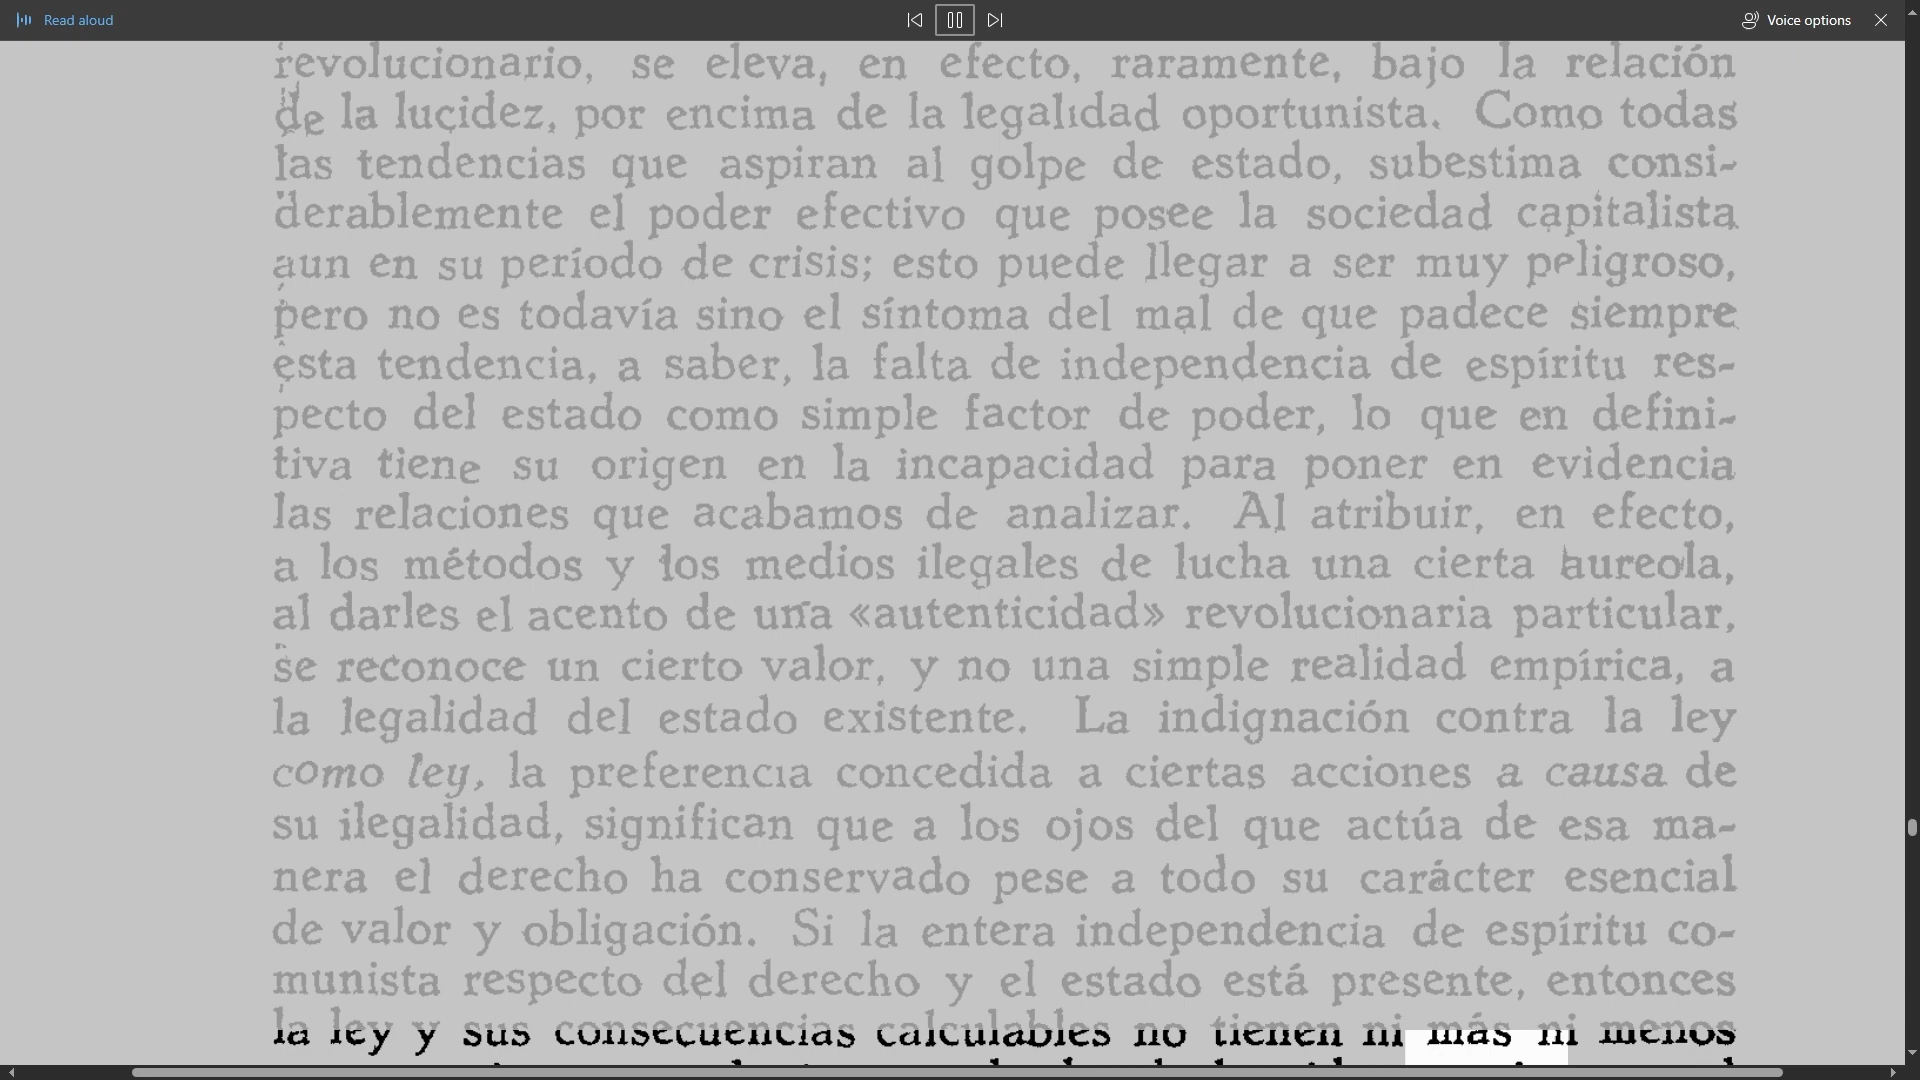 Read aloud
Voice options
revolucionario, se eleva, en efecto, raramente, bajo la relación
de la lucidez, por encima de la legalidad oportunista. Como todas
las tendencias que aspiran al golpe de estado, subestima consi-
derablemente el poder efectivo que posee la sociedad capitalista
aun en su período de crisis; esto puede llegar a ser muy peligroso,
pero no es todavía sino el síntoma del mal de que padece siempre
esta tendencia, a saber, la falta de independencia de espíritu res-
pecto del estado como simple factor de poder, lo que en defini-
tiva tiene su origen en la incapacidad para poner en evidencia
las relaciones que acabamos de analizar. Al atribuir, en efecto,
a los métodos y los medios ilegales de lucha una cierta aureola,
al darles el acento de una «autenticidad» revolucionaria particular,
se reconoce un cierto valor, y no una simple realidad empírica, a
la legalidad del estado existente. La indignación contra la ley
como ley, la preferencia concedida a ciertas acciones a causa de
su ilegalidad, significan que a los ojos del que actúa de esa ma-
nera el derecho ha conservado pese a todo su carácter esencial
de valor y obligación. Si la entera independencia de espíritu co-
munista respecto del derecho y el estado está presente, entonces
la ley y sus consecuencias calculables no tienen ni más ni menos